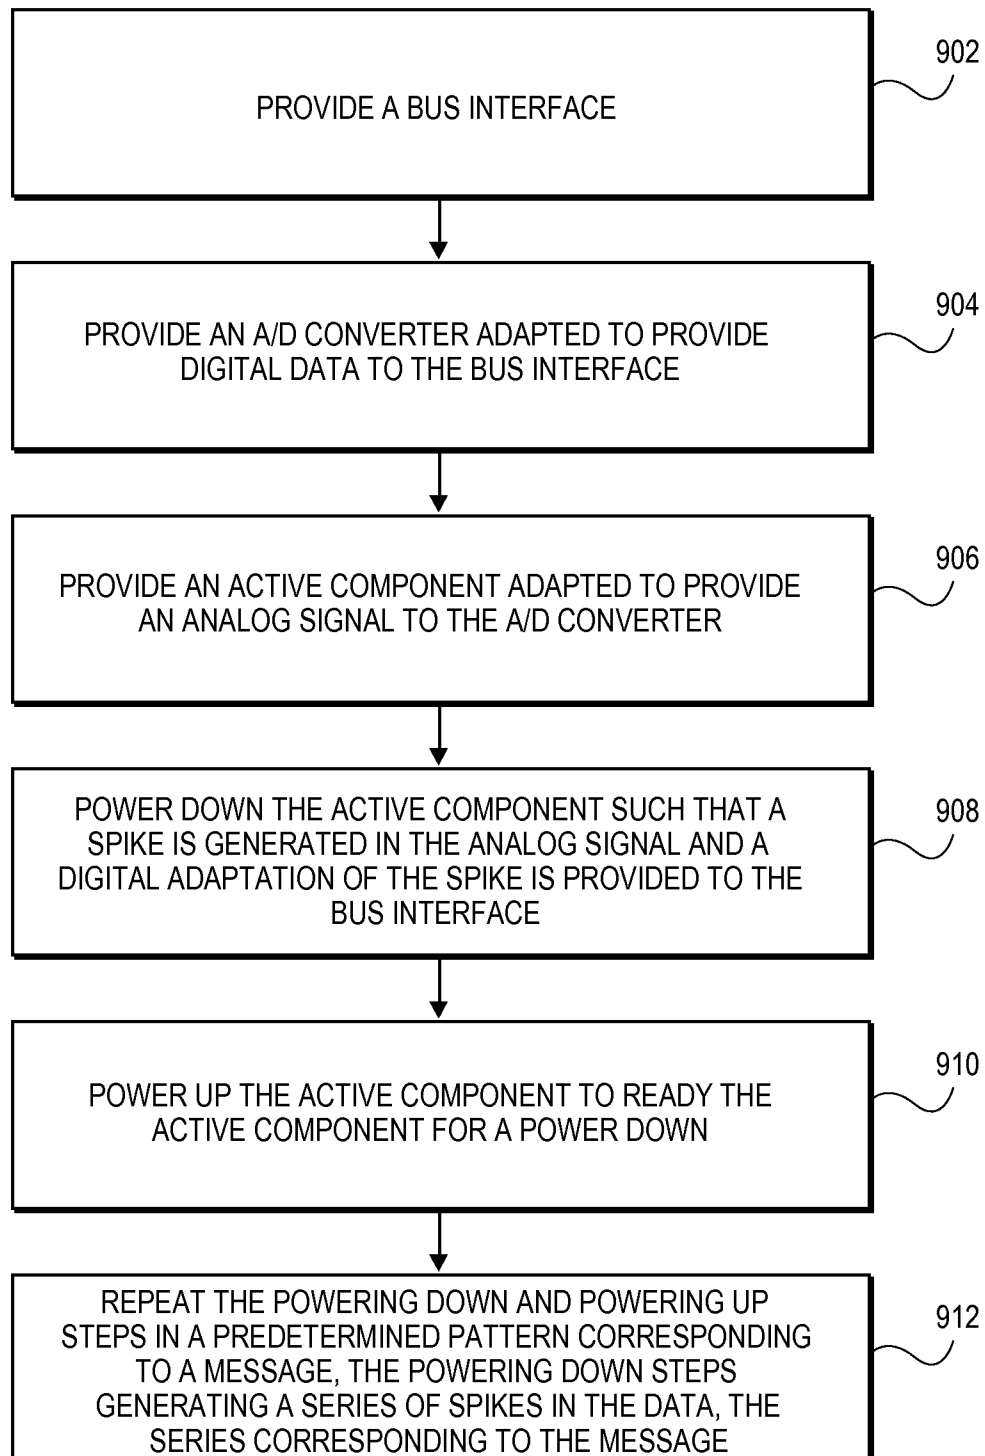 PROVIDE A BUS INTERFACE
902
PROVIDE AN A/D CONVERTER ADAPTED TO PROVIDE
DIGITAL DATA TO THE BUS INTERFACE
904
PROVIDE AN ACTIVE COMPONENT ADAPTED TO PROVIDE
AN ANALOG SIGNAL TO THE A/D CONVERTER
906
POWER DOWN THE ACTIVE COMPONENT SUCH THAT A
SPIKE IS GENERATED IN THE ANALOG SIGNAL AND A
DIGITAL ADAPTATION OF THE SPIKE IS PROVIDED TO THE
BUS INTERFACE
908
POWER UP THE ACTIVE COMPONENT TO READY THE
ACTIVE COMPONENT FOR A POWER DOWN
910
REPEAT THE POWERING DOWN AND POWERING UP
STEPS IN A PREDETERMINED PATTERN CORRESPONDING
TO A MESSAGE, THE POWERING DOWN STEPS
GENERATING A SERIES OF SPIKES IN THE DATA, THE
SERIES CORRESPONDING TO THE MESSAGE
912